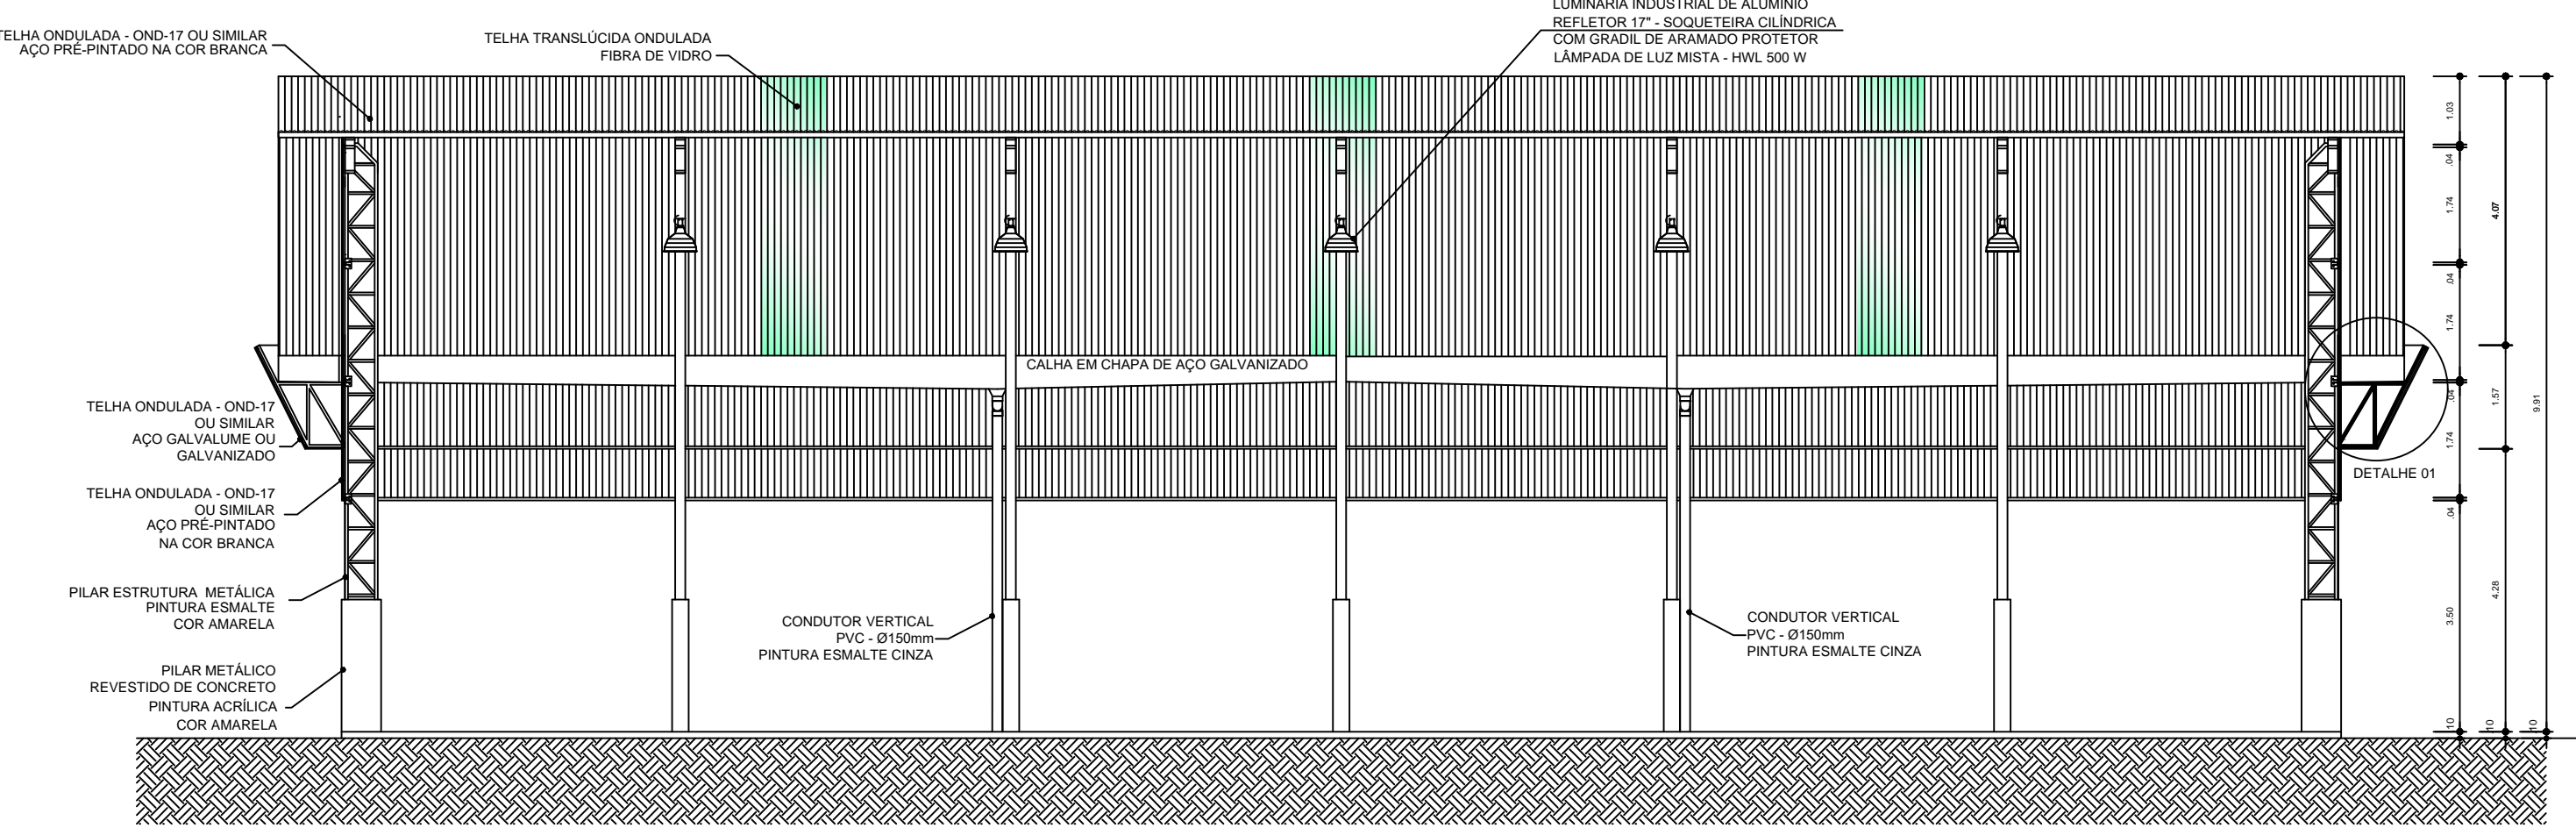 TELHA ONDULADA - OND-17 OU SIMILAR
AÇO PRÉ-PINTADO NA COR BRANCA
TELHA TRANSLÚCIDA ONDULADA
FIBRA DE VIDRO
LUMINÁRIA INDUSTRIAL DE ALUMÍNIO
REFLETOR 17" - SOQUETEIRA CILÍNDRICA
COM GRADIL DE ARAMADO PROTETOR
LÂMPADA DE LUZ MISTA - HWL 500 W
CALHA EM CHAPA DE AÇO GALVANIZADO
TELHA ONDULADA - OND-17
OU SIMILAR
AÇO GALVALUME OU
GALVANIZADO
TELHA ONDULADA - OND-17
OU SIMILAR
AÇO PRÉ-PINTADO
NA COR BRANCA
PILAR ESTRUTURA METÁLICA
PINTURA ESMALTE
COR AMARELA
PILAR METÁLICO
REVESTIDO DE CONCRETO
PINTURA ACRÍLICA
COR AMARELA
CONDUTOR VERTICAL
PVC - Ø150mm
PINTURA ESMALTE CINZA
CONDUTOR VERTICAL
PVC - Ø150mm
PINTURA ESMALTE CINZA
DETALHE 01
1.03
.04
1.74
.04
1.74
.04
1.74
.04
3.50
.10
4.07
1.57
4.28
.10
9.91
.10